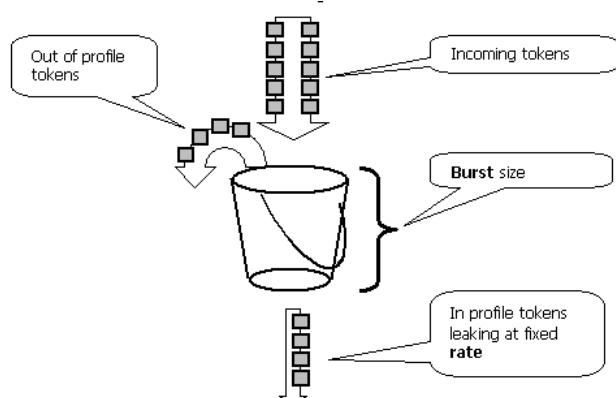 Out of profile
tokens
Incoming tokens
Burst size
In profile tokens
leaking at fixed
rate